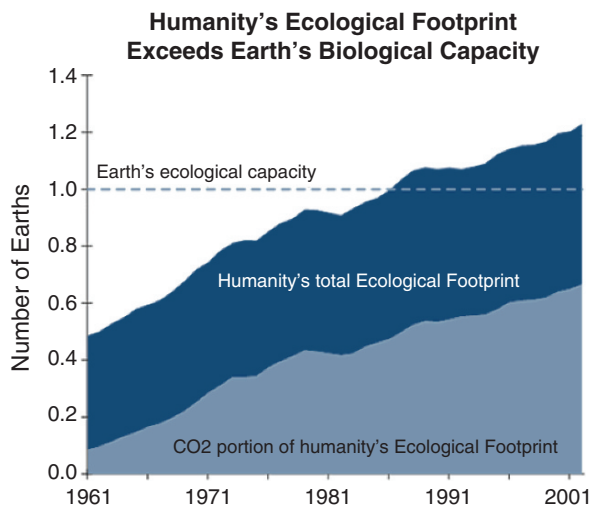 Humanity’s Ecological Footprint
Exceeds Earth’s Biological Capacity
1.4
1.2
Earth’s ecological capacity
1.0
0.8
Number of Earths
Humanity’s total Ecological Footprint
0.6
0.4
0.2
CO2 portion of humanity’s Ecological Footprint
0.0
1961 1971 1981 1991 2001